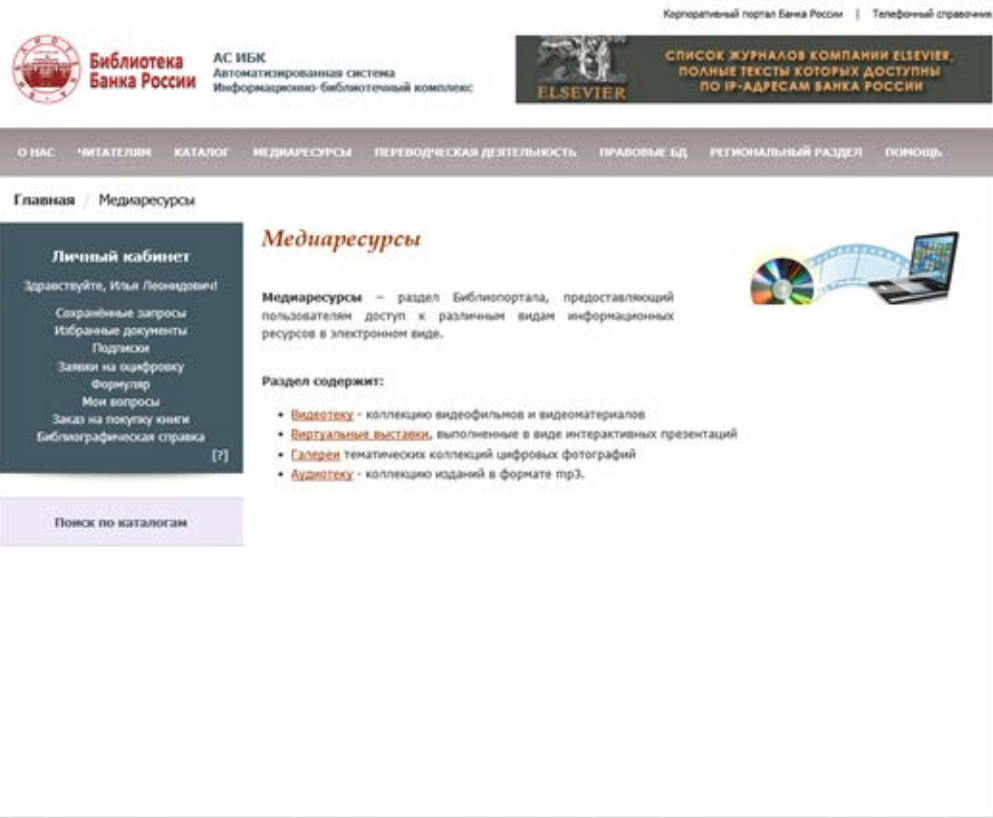 Корпоративный портал Банка России | Телефонный справочник
Библиотека
Банка России
АС ИБК
Автоматизированная система
Информационно-библиотечный комплекс
ELSEVIER
СПИСОК ЖУРНАЛОВ КОМПАНИИ ELSEVIER,
ПОЛНЫЕ ТЕКСТЫ КОТОРЫХ ДОСТУПНЫ
ПО IP-АДРЕСАМ БАНКА РОССИИ
О НАС ЧИТАТЕЛЯМ КАТАЛОГ МЕДИАРЕСУРСЫ ПЕРЕВОДЧЕСКАЯ ДЕЯТЕЛЬНОСТЬ ПРАВОВЫЕ БД РЕГИОНАЛЬНЫЙ РАЗДЕЛ ПОМОЩЬ
Главная / Медиаресурсы
Личный кабинет
Здравствуйте, Илья Леонидович!
Сохранённые запросы
Избранные документы
Подписки
Заявки на оцифровку
Формуляр
Мои вопросы
Заказ на покупку книги
Библиографическая справка
[?]
Поиск по каталогам
Медиаресурсы
Медиаресурсы – раздел Библиопортала, предоставляющий
пользователям доступ к различным видам информационных
ресурсов в электронном виде.
Раздел содержит:
• Видеотеку - коллекцию видеофильмов и видеоматериалов
• Виртуальные выставки, выполненные в виде интерактивных презентаций
• Галереи тематических коллекций цифровых фотографий
• Аудиотеку - коллекцию изданий в формате mp3.